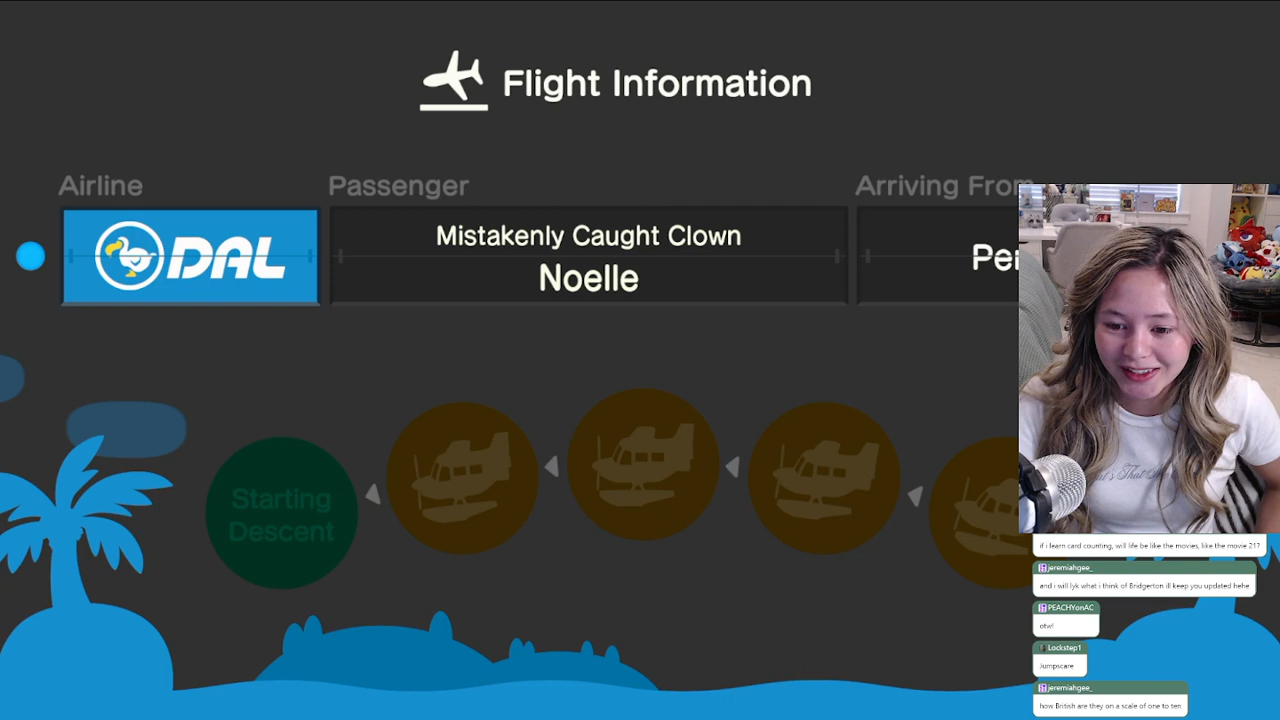 Flight Information
Airline
Passenger
Arriving From
DAL
Mistakenly Caught Clown
Noelle
Starting
Descent
if i learn card counting, will life be like the movies, like the movie 21?
jeremiahgee_
and i will lyk what i think of Bridgerton ill keep you updated hehe
PEACHYonAC
otw!
Lockstep1
Jumpscare
jeremiahgee_
how British are they on a scale of one to ten